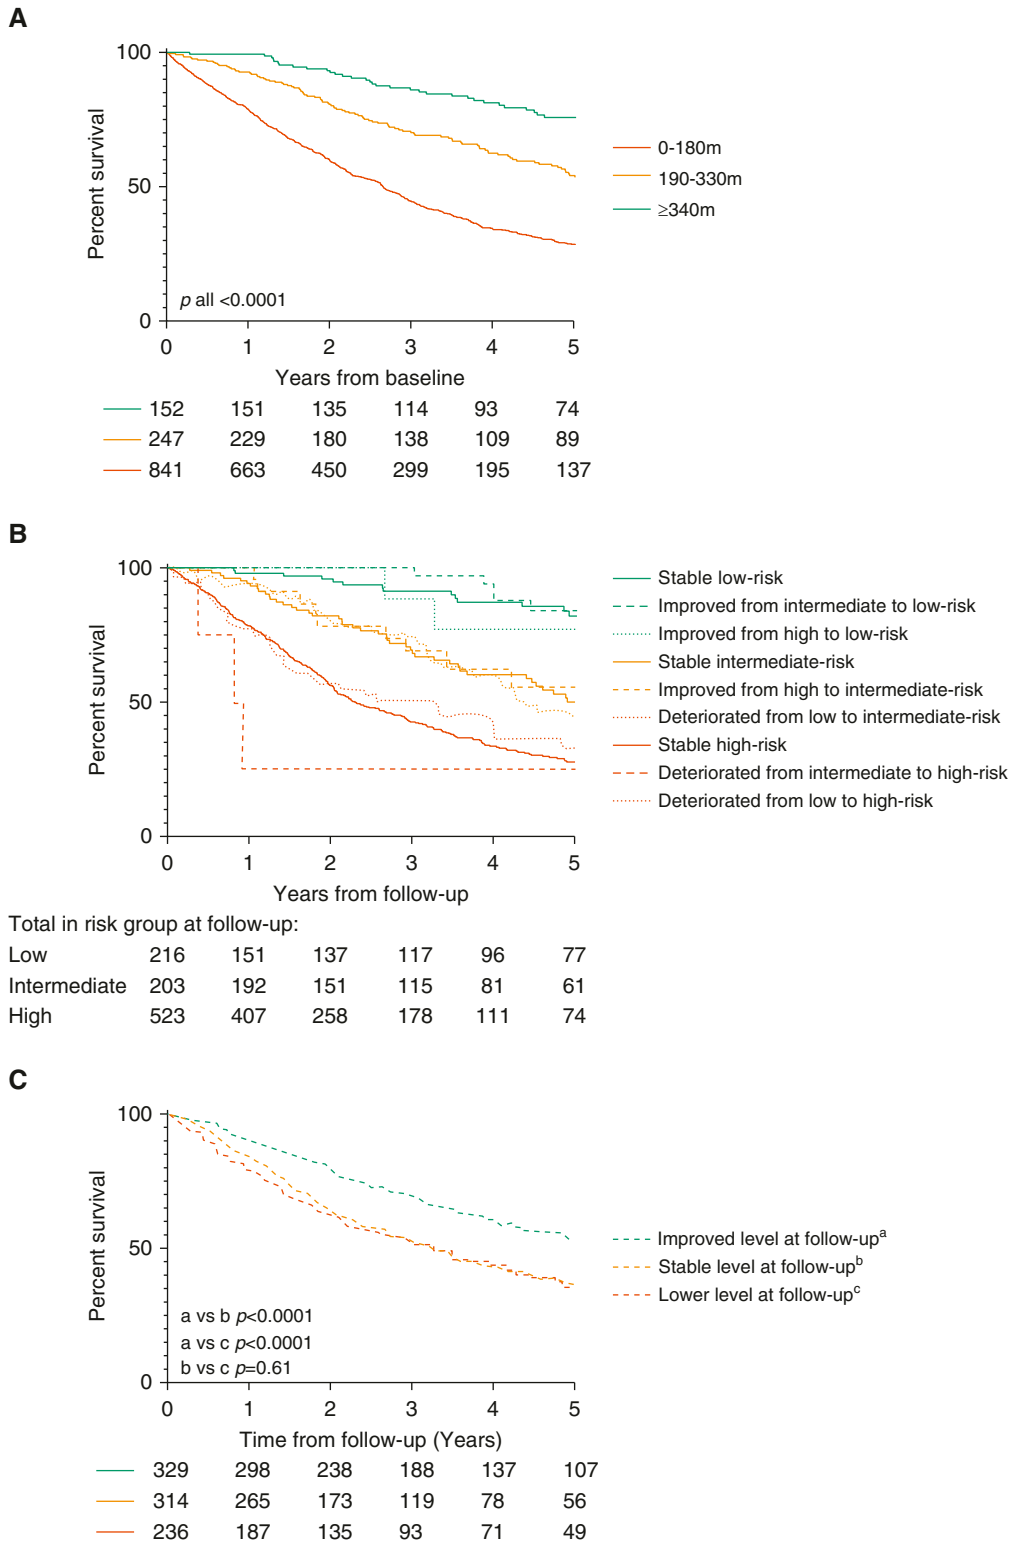 A
100
50
0
Percent survival
p all <0.0001
0 1 2 3 4 5
Years from baseline
0-180m
190-330m
≥340m
152 151 135 114 93 74
247 229 180 138 109 89
841 663 450 299 195 137
B
100
50
0
Percent survival
0 1 2 3 4 5
Years from follow-up
Stable low-risk
Improved from intermediate to low-risk
Improved from high to low-risk
Stable intermediate-risk
Improved from high to intermediate-risk
Deteriorated from low to intermediate-risk
Stable high-risk
Deteriorated from intermediate to high-risk
Deteriorated from low to high-risk
Total in risk group at follow-up:
Low 216 151 137 117 96 77
Intermediate 203 192 151 115 81 61
High 523 407 258 178 111 74
C
100
50
0
Percent survival
a vs b p<0.0001
a vs c p<0.0001
b vs c p=0.61
0 1 2 3 4 5
Time from follow-up (Years)
Improved level at follow-upᵃ
Stable level at follow-upᵇ
Lower level at follow-upᶜ
329 298 238 188 137 107
314 265 173 119 78 56
236 187 135 93 71 49